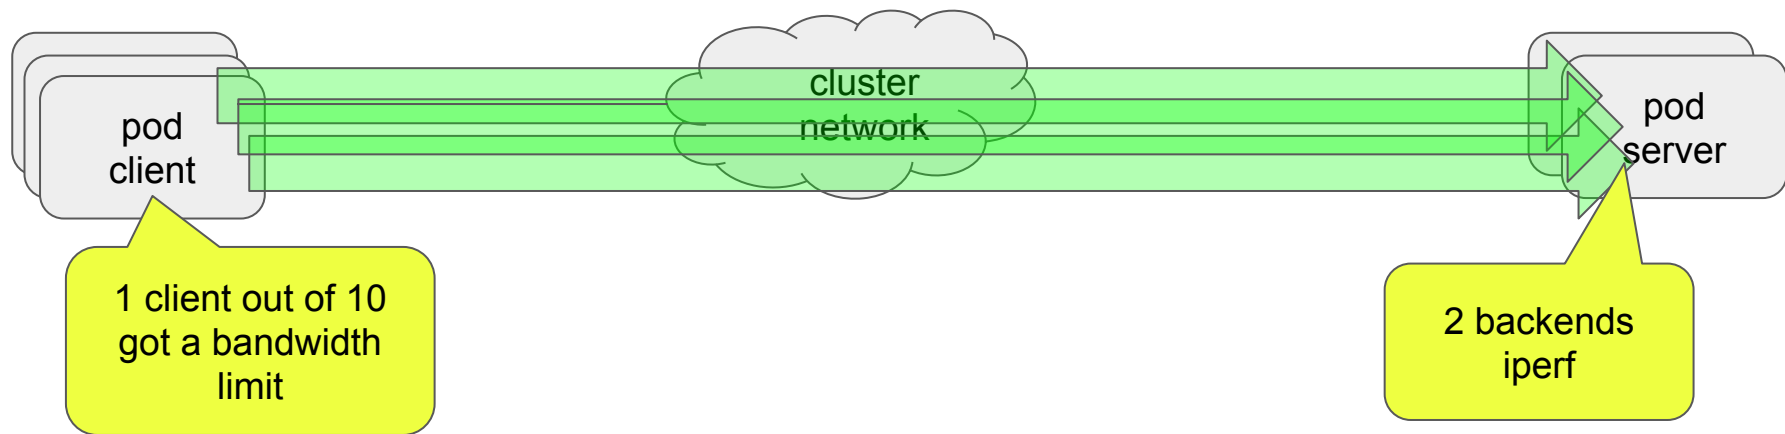 pod
client
cluster
network
pod
server
1 client out of 10
got a bandwidth
limit
2 backends
iperf